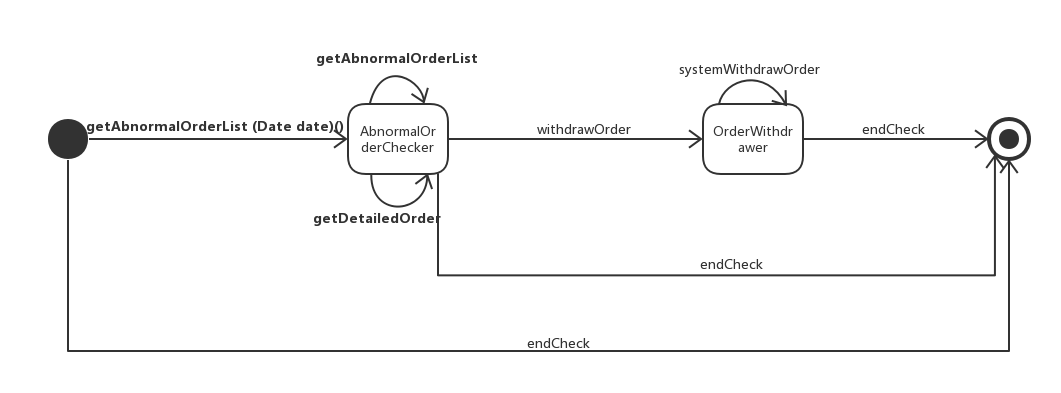 getAbnormalOrderList
systemWithdrawOrder
getAbnormalOrderList (Date date)()
AbnormalOr
derChecker
withdrawOrder
OrderWithdr
awer
endCheck
getDetailedOrder
endCheck
endCheck